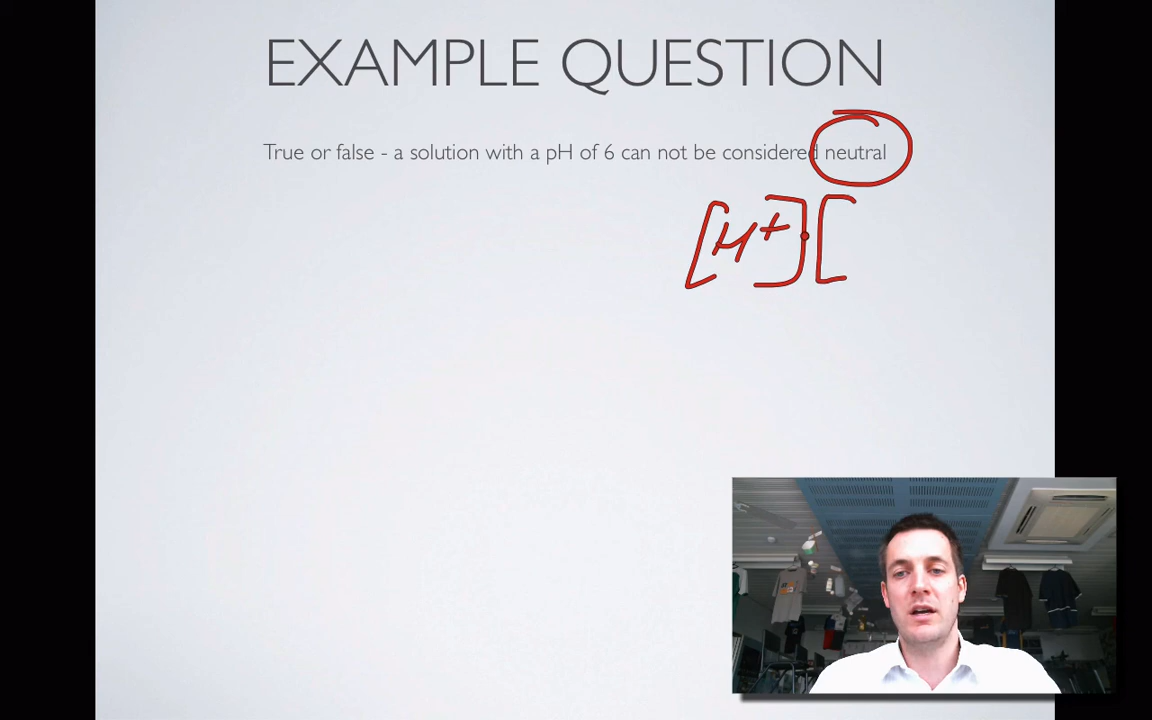 EXAMPLE QUESTION
True or false - a solution with a pH of 6 can not be considered neutral
[H+][